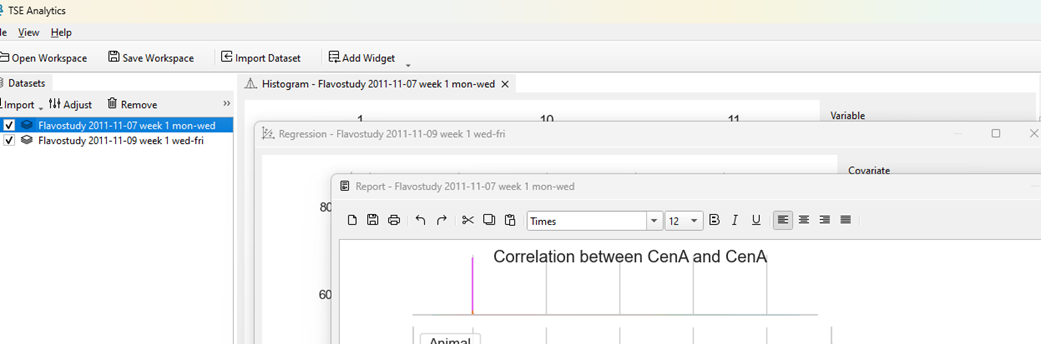 TSE Analytics
View Help
Open Workspace Save Workspace Import Dataset Add Widget
Datasets
Histogram - Flavostudy 2011-11-07 week 1 mon-wed
Import Adjust Remove »
Flavostudy 2011-11-07 week 1 mon-wed
Flavostudy 2011-11-09 week 1 wed-fri
1 10 11
Variable
Regression - Flavostudy 2011-11-09 week 1 wed-fri
Covariate
Report - Flavostudy 2011-11-07 week 1 mon-wed
80
Times 12 B I U
Correlation between CenA and CenA
60
Animal